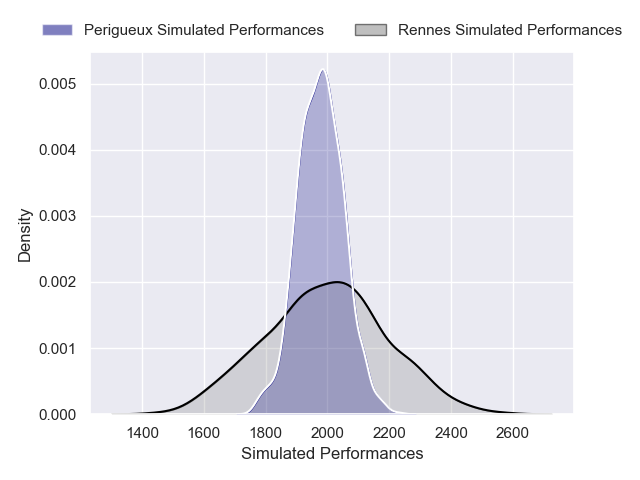 Perigueux Simulated Performances
Rennes Simulated Performances
0.005
0.004
0.003
0.002
0.001
0.000
Density
1400 1600 1800 2000 2200 2400 2600
Simulated Performances